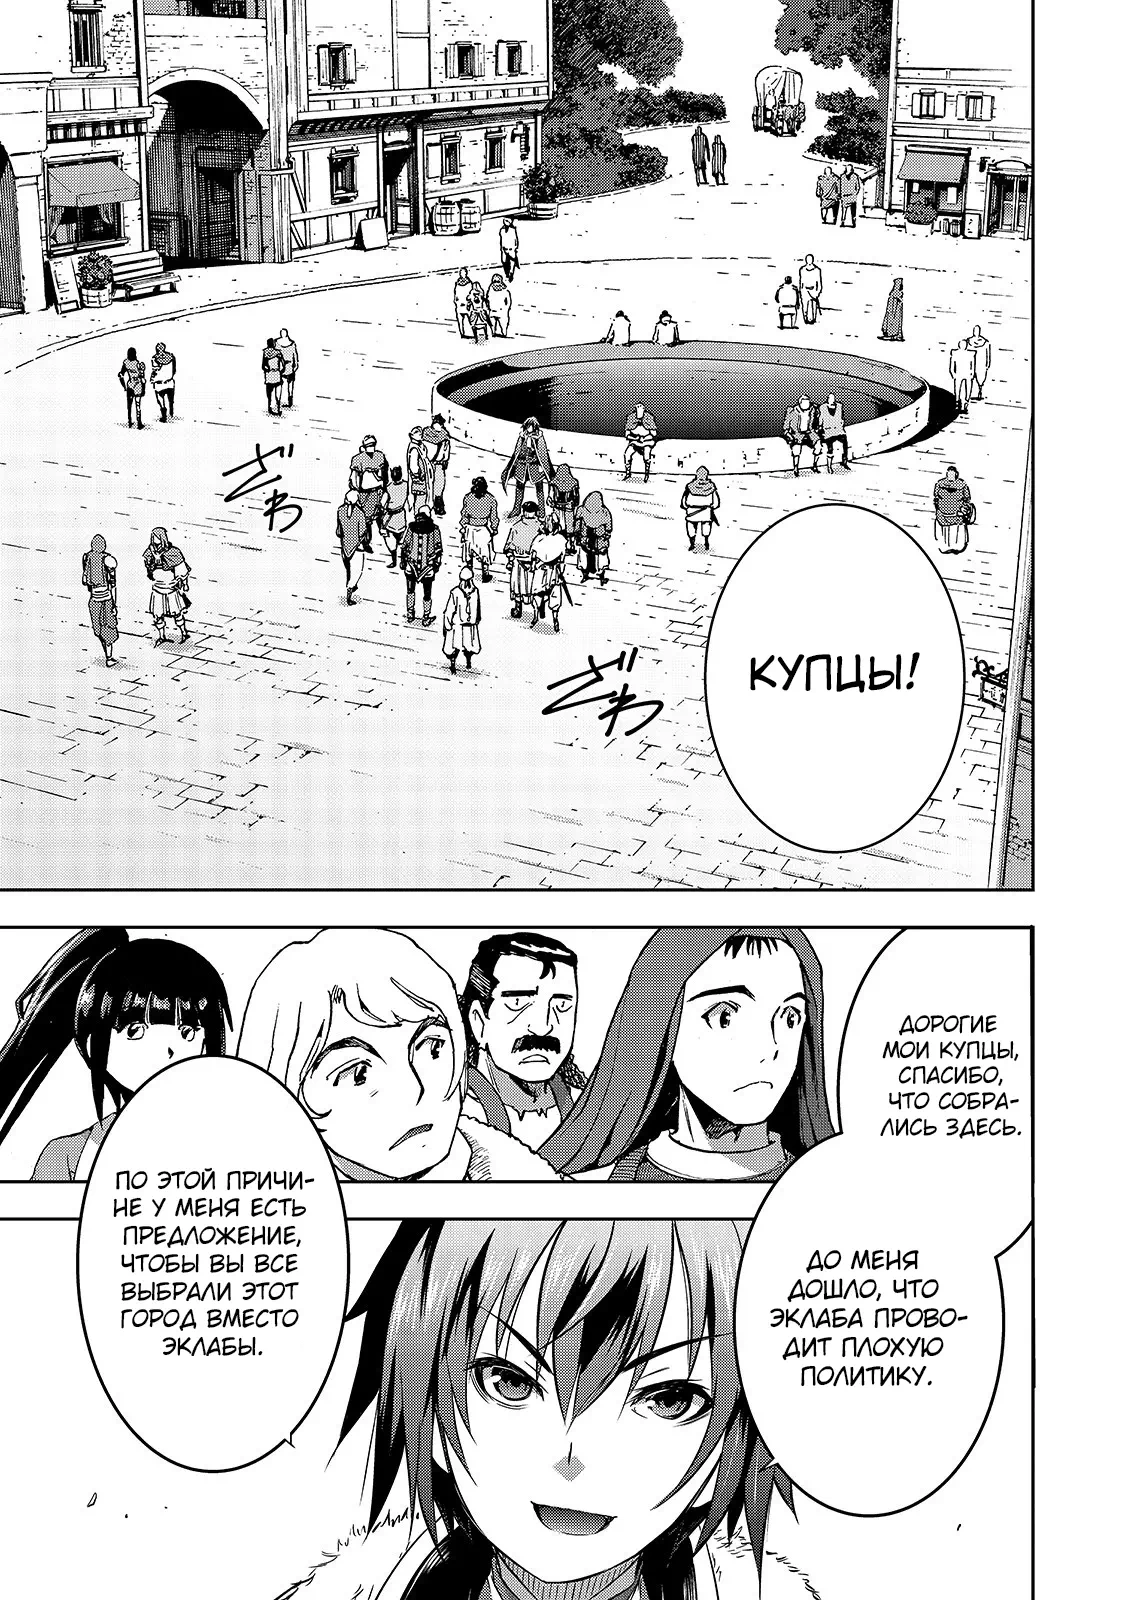 КУПЦЫ!
ざわ
ざわ
ДОРОГИЕ
МОИ КУПЦЫ,
СПАСИБО,
ЧТО СОБРА-
ЛИСЬ ЗДЕСЬ.
ДО МЕНЯ
ДОШЛО, ЧТО
ЭКЛАБА ПРОВО-
ДИТ ПЛОХУЮ
ПОЛИТИКУ.
ПО ЭТОЙ ПРИЧИ-
НЕ У МЕНЯ ЕСТЬ
ПРЕДЛОЖЕНИЕ,
ЧТОБЫ ВЫ ВСЕ
ВЫБРАЛИ ЭТОТ
ГОРОД ВМЕСТО
ЭКЛАБЫ.